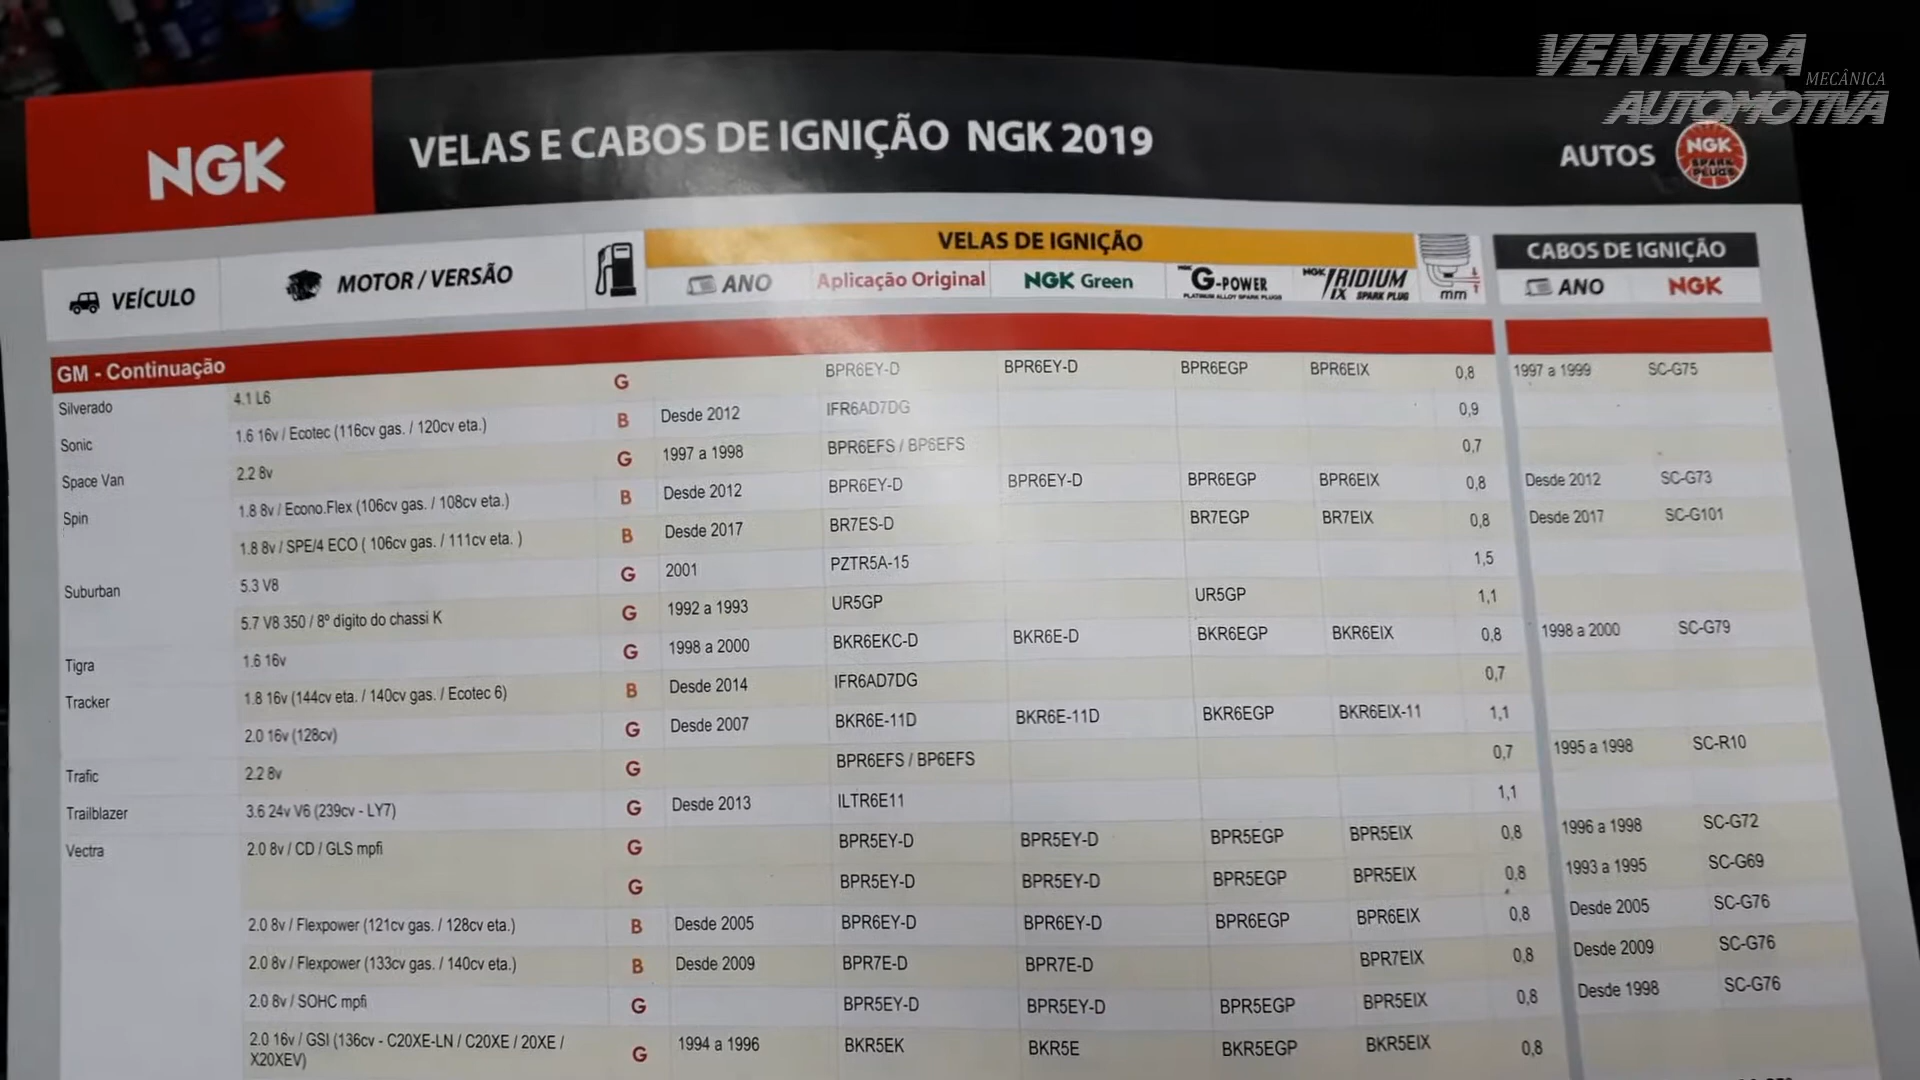 VENTURA
MECÂNICA
AUTOMOTIVA
NGK
VELAS E CABOS DE IGNIÇÃO NGK 2019
AUTOS
NGK
SPARK
PLUGS
VEÍCULO
MOTOR / VERSÃO
VELAS DE IGNIÇÃO
ANO Aplicação Original NGK Green NGK G-POWER PLATINUM ALLOY SPARK PLUGS NGK IRIDIUM IX SPARK PLUG mm
CABOS DE IGNIÇÃO
ANO NGK
GM - Continuação
Silverado 4.1 L6 G BPR6EY-D BPR6EY-D BPR6EGP BPR6EIX 0,8 1997 a 1999 SC-G75
Sonic 1.6 16v / Ecotec (116cv gas. / 120cv eta.) B Desde 2012 IFR6AD7DG 0,9
Space Van 2.2 8v G 1997 a 1998 BPR6EFS / BP6EFS 0,7
Spin 1.8 8v / Econo.Flex (106cv gas. / 108cv eta.) B Desde 2012 BPR6EY-D BPR6EY-D BPR6EGP BPR6EIX 0,8 Desde 2012 SC-G73
1.8 8v / SPE/4 ECO ( 106cv gas. / 111cv eta. ) B Desde 2017 BR7ES-D BR7EGP BR7EIX 0,8 Desde 2017 SC-G101
Suburban 5.3 V8 G 2001 PZTR5A-15 1,5
5.7 V8 350 / 8º digito do chassi K G 1992 a 1993 UR5GP UR5GP 1,1
Tigra 1.6 16v G 1998 a 2000 BKR6EKC-D BKR6E-D BKR6EGP BKR6EIX 0,8 1998 a 2000 SC-G79
Tracker 1.8 16v (144cv eta. / 140cv gas. / Ecotec 6) B Desde 2014 IFR6AD7DG 0,7
2.0 16v (128cv) G Desde 2007 BKR6E-11D BKR6E-11D BKR6EGP BKR6EIX-11 1,1
Trafic 2.2 8v G BPR6EFS / BP6EFS 0,7 1995 a 1998 SC-R10
Trailblazer 3.6 24v V6 (239cv - LY7) G Desde 2013 ILTR6E11 1,1
Vectra 2.0 8v / CD / GLS mpfi G BPR5EY-D BPR5EY-D BPR5EGP BPR5EIX 0,8 1996 a 1998 SC-G72
G BPR5EY-D BPR5EY-D BPR5EGP BPR5EIX 0,8 1993 a 1995 SC-G69
2.0 8v / Flexpower (121cv gas. / 128cv eta.) B Desde 2005 BPR6EY-D BPR6EY-D BPR6EGP BPR6EIX 0,8 Desde 2005 SC-G76
2.0 8v / Flexpower (133cv gas. / 140cv eta.) B Desde 2009 BPR7E-D BPR7E-D BPR7EIX 0,8 Desde 2009 SC-G76
2.0 8v / SOHC mpfi G BPR5EY-D BPR5EY-D BPR5EGP BPR5EIX 0,8 Desde 1998 SC-G76
2.0 16v / GSI (136cv - C20XE-LN / C20XE / 20XE /
X20XEV) G 1994 a 1996 BKR5EK BKR5E BKR5EGP BKR5EIX 0,8